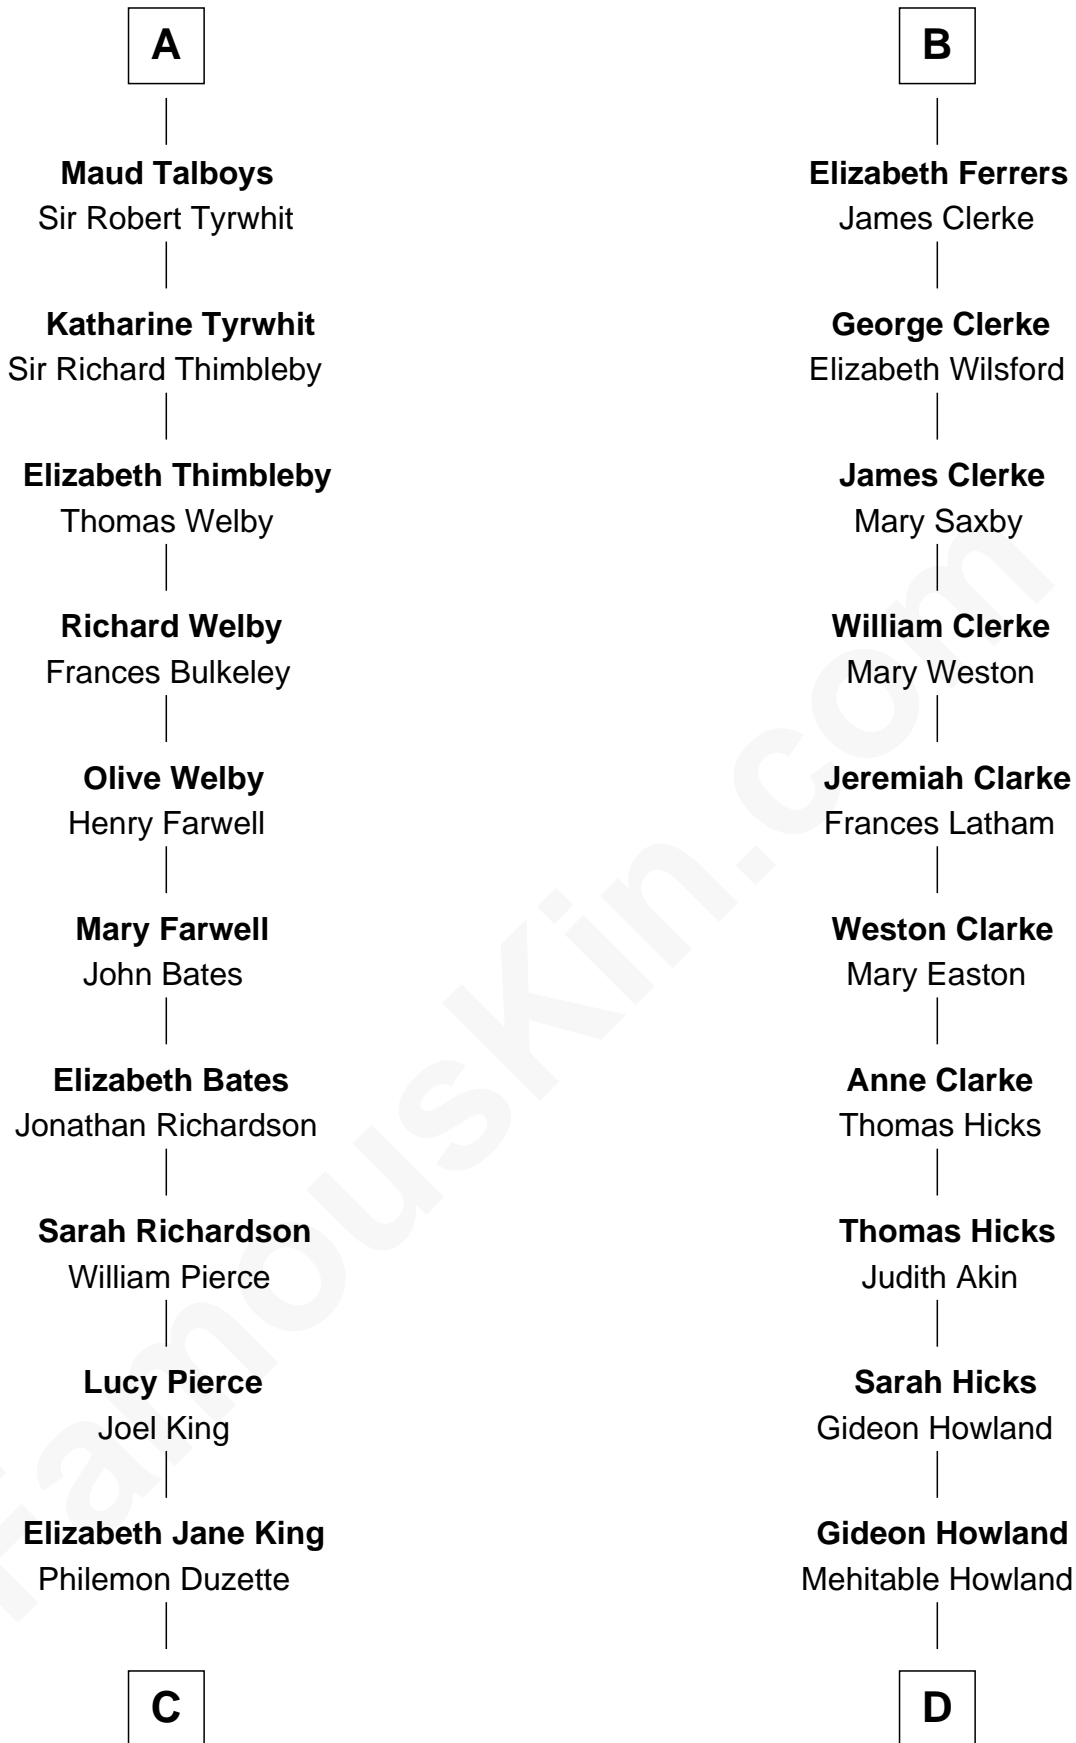 A
Maud Talboys
Sir Robert Tyrwhit
Katharine Tyrwhit
Sir Richard Thimbleby
Elizabeth Thimbleby
Thomas Welby
Richard Welby
Frances Bulkeley
Olive Welby
Henry Farwell
Mary Farwell
John Bates
Elizabeth Bates
Jonathan Richardson
Sarah Richardson
William Pierce
Lucy Pierce
Joel King
Elizabeth Jane King
Philemon Duzette
C
B
Elizabeth Ferrers
James Clerke
George Clerke
Elizabeth Wilsford
James Clerke
Mary Saxby
William Clerke
Mary Weston
Jeremiah Clarke
Frances Latham
Weston Clarke
Mary Easton
Anne Clarke
Thomas Hicks
Thomas Hicks
Judith Akin
Sarah Hicks
Gideon Howland
Gideon Howland
Mehitable Howland
D
FamousKin.com